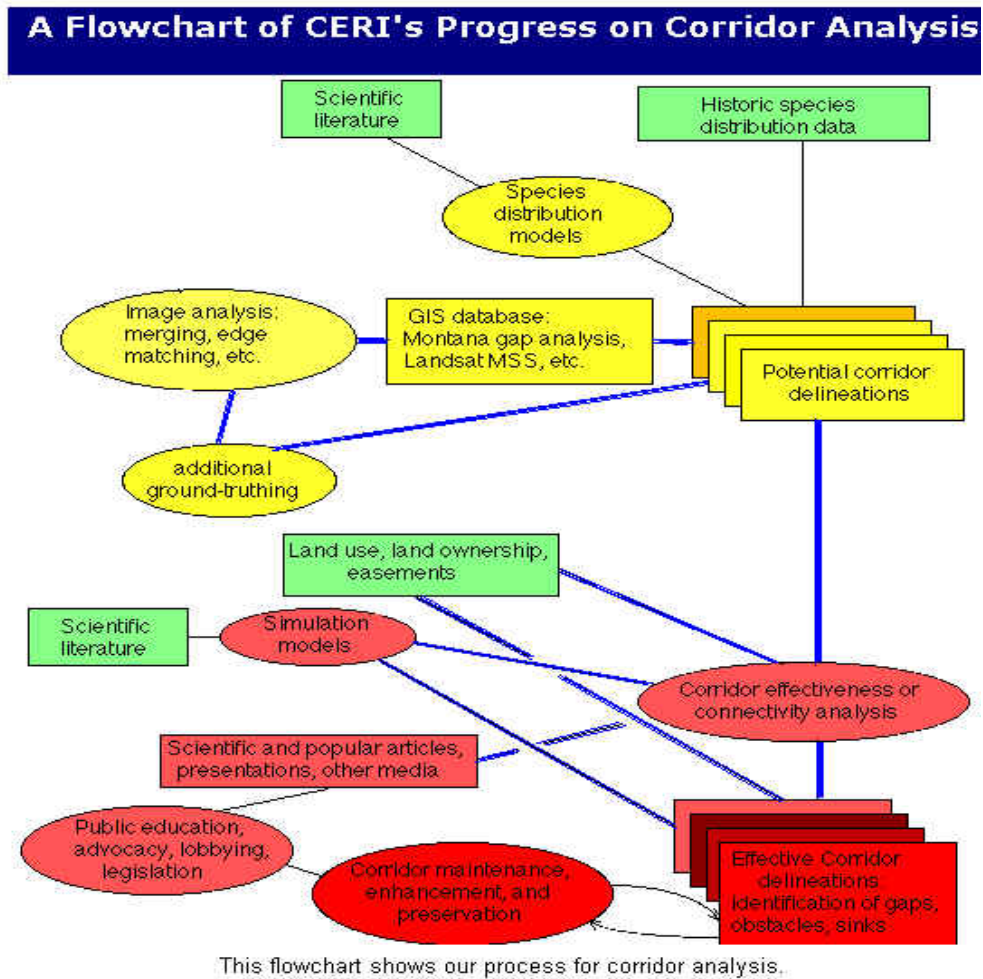 A Flowchart of CERI's Progress on Corridor Analysis
Scientific
literature
Historic species
distribution data
Species
distribution
models
Image analysis:
merging, edge
matching, etc.
GIS database:
Montana gap analysis,
Landsat MSS, etc.
Potential corridor
delineations
additional
ground-truthing
Land use, land ownership,
easements
Scientific
literature
Simulation
models
Corridor effectiveness or
connectivity analysis
Scientific and popular articles,
presentations, other media
Public education,
advocacy, lobbying,
legislation
Corridor maintenance,
enhancement, and
preservation
Effective Corridor
delineations:
identification of gaps,
obstacles, sinks
This flowchart shows our process for corridor analysis.